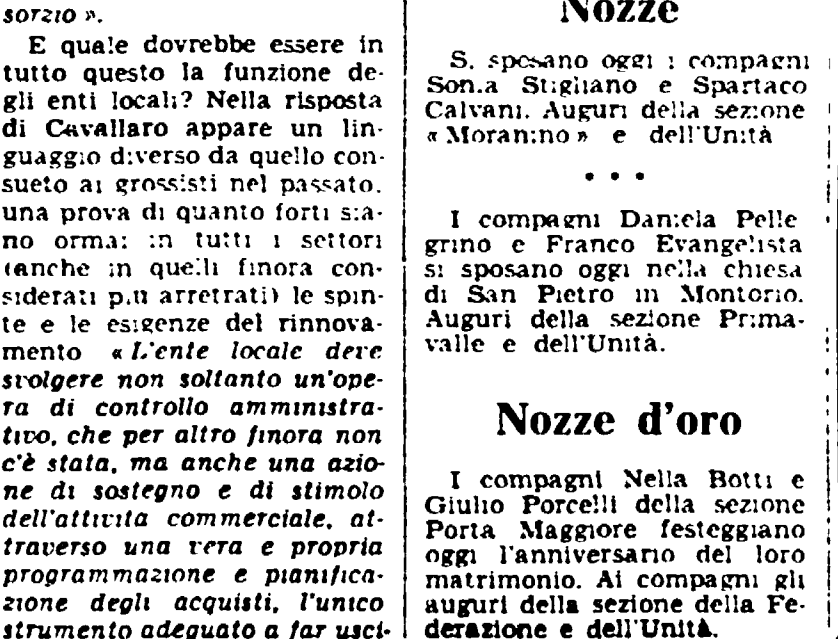 sorzio ».
E quale dovrebbe essere in
tutto questo la funzione de-
gli enti locali? Nella risposta
di Cavallaro appare un lin-
guaggio diverso da quello con-
sueto ai grossisti nel passato,
una prova di quanto forti sia-
no ormai in tutti i settori
(anche in quelli finora con-
siderati più arretrati) le spin-
te e le esigenze del rinnova-
mento « L'ente locale deve
svolgere non soltanto un'ope-
ra di controllo amministra-
tivo, che per altro finora non
c'è stata, ma anche una azio-
ne di sostegno e di stimolo
dell'attività commerciale, at-
traverso una vera e propria
programmazione e pianifica-
zione degli acquisti, l'unico
strumento adeguato a far usci-
Nozze
Si sposano oggi i compagni
Sonia Stigliano e Spartaco
Calvani. Auguri della sezione
« Moranino » e dell'Unità
• • •
I compagni Daniela Pelle
grino e Franco Evangelista
si sposano oggi nella chiesa
di San Pietro in Montorio.
Auguri della sezione Prima-
valle e dell'Unità.
Nozze d'oro
I compagni Nella Botti e
Giulio Porcelli della sezione
Porta Maggiore festeggiano
oggi l'anniversario del loro
matrimonio. Ai compagni gli
auguri della sezione della Fe-
derazione e dell'Unità.